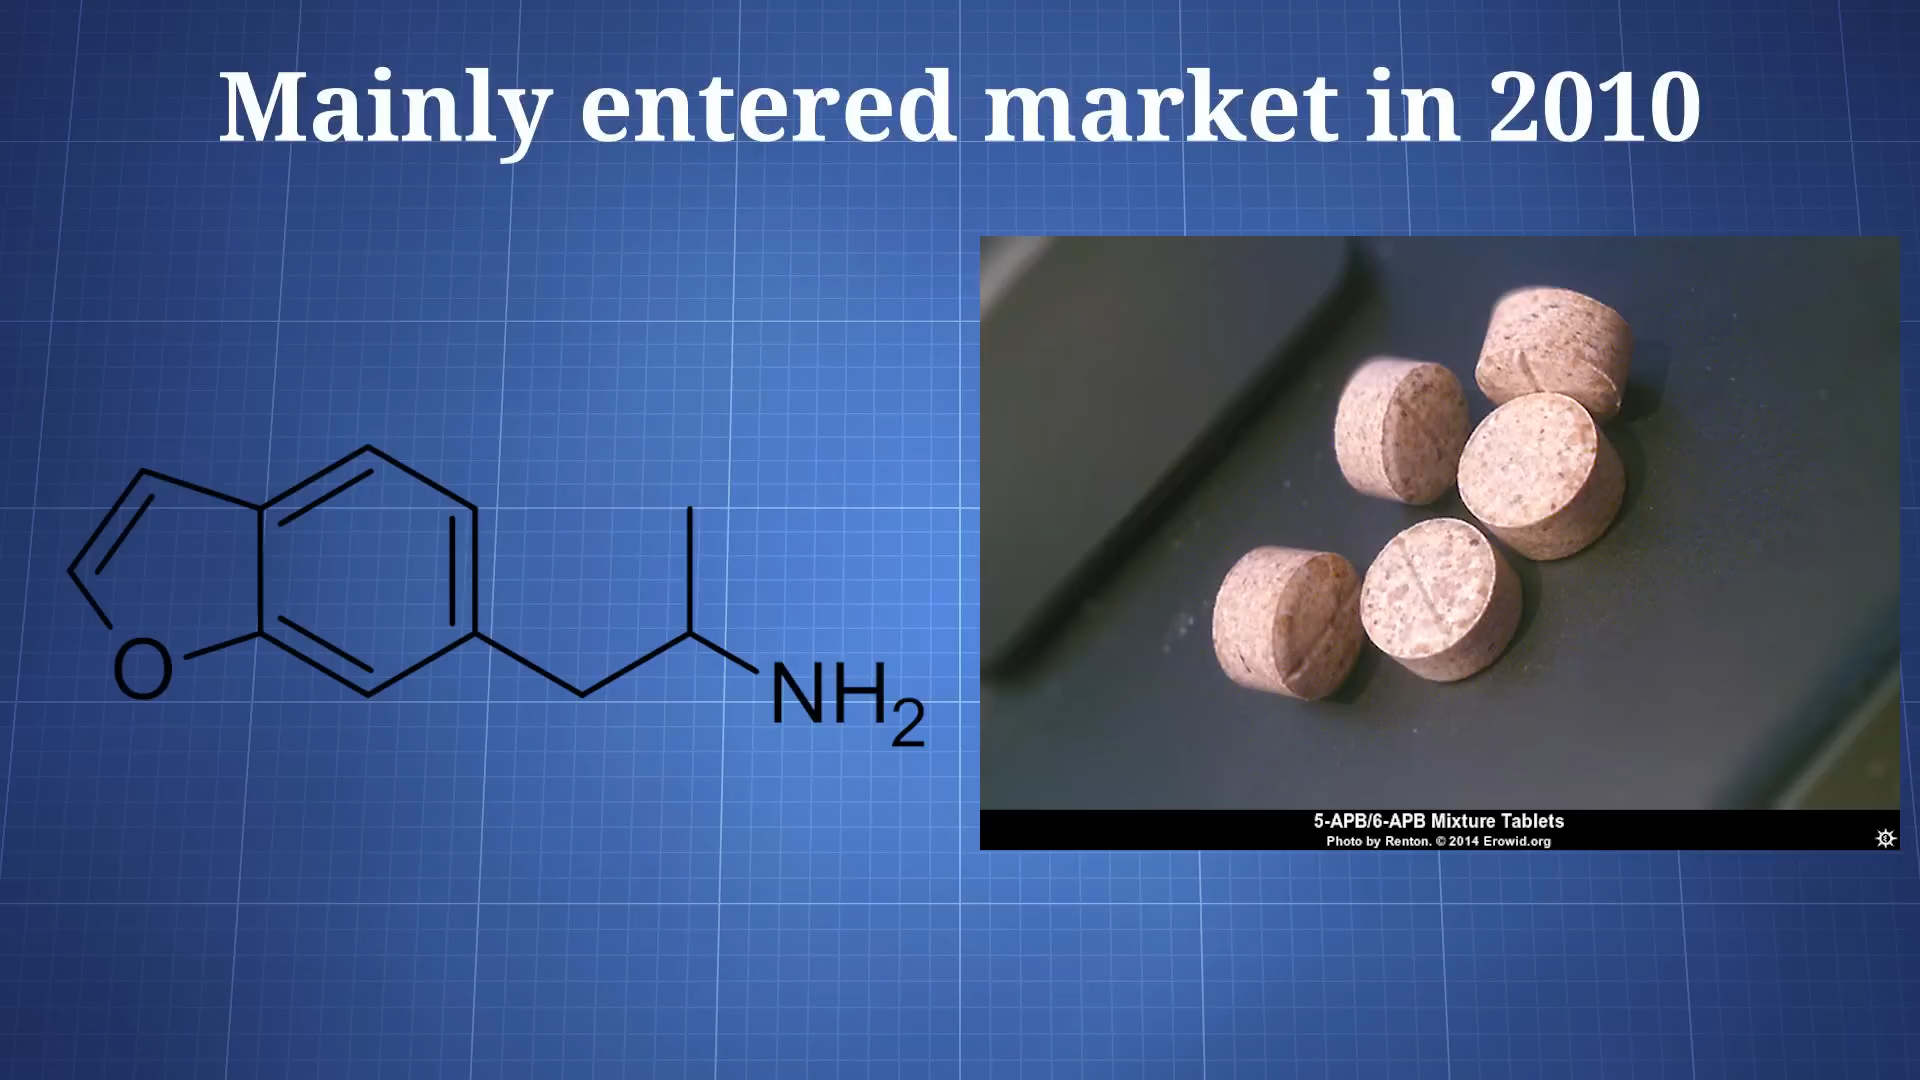 Mainly entered market in 2010
O
NH2
5-APB/6-APB Mixture Tablets
Photo by Renton. © 2014 Erowid.org